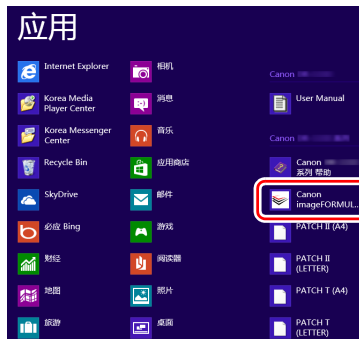 应用
Internet Explorer
Korea Media
Player Center
Korea Messenger
Center
Recycle Bin
SkyDrive
必应 Bing
财经
地图
旅游
相机
消息
音乐
应用商店
邮件
游戏
阅读器
照片
桌面
Canon
User Manual
Canon
Canon
系列 帮助
Canon
imageFORMUL...
PATCH II (A4)
PATCH II
(LETTER)
PATCH T (A4)
PATCH T
(LETTER)